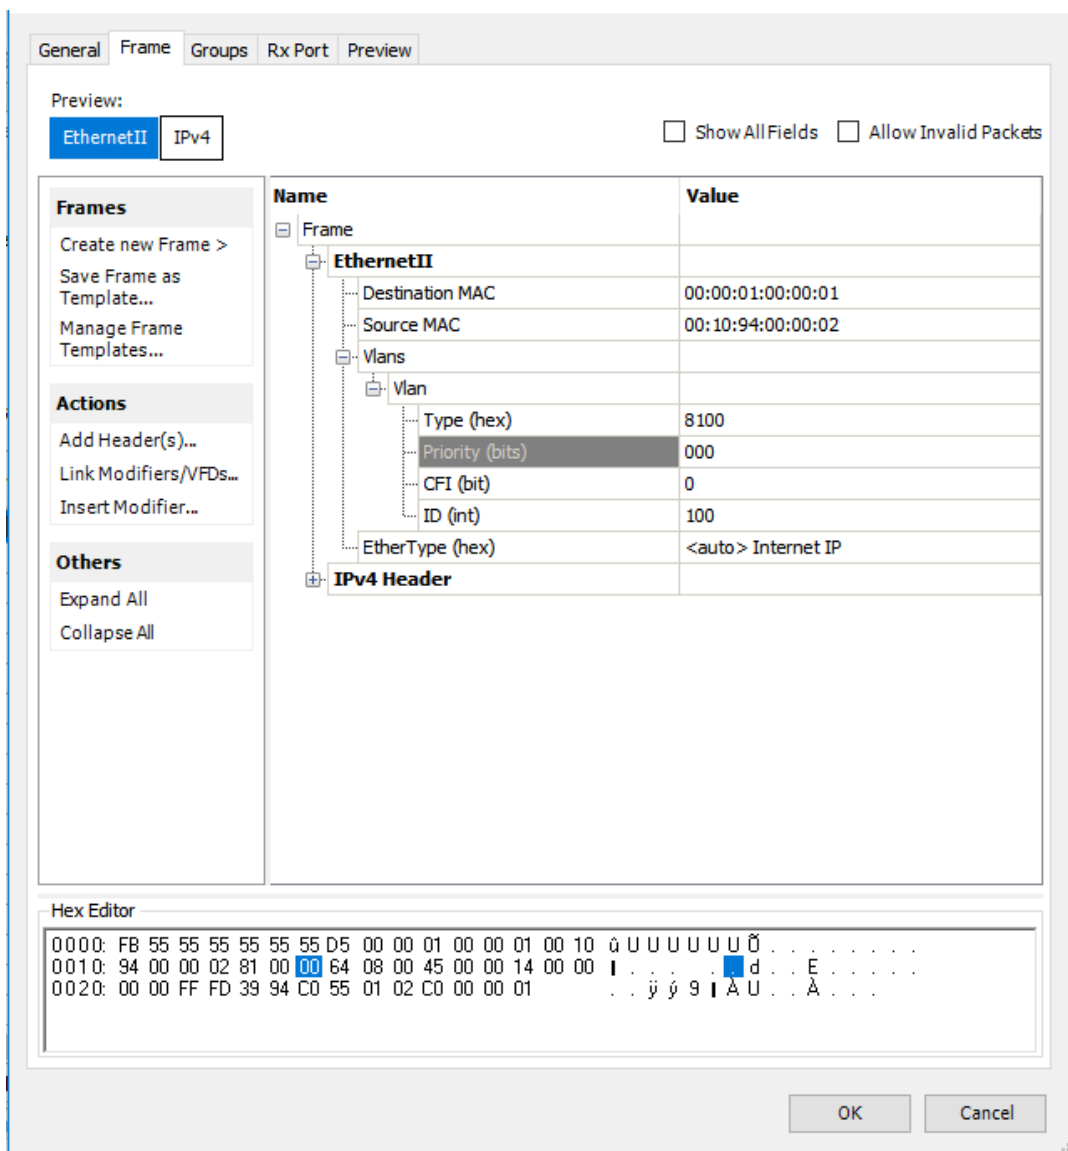 General Frame Groups Rx Port Preview
Preview:
EthernetII IPv4
Show All Fields Allow Invalid Packets
Frames
Create new Frame >
Save Frame as
Template...
Manage Frame
Templates...
Actions
Add Header(s)...
Link Modifiers/VFDs...
Insert Modifier...
Others
Expand All
Collapse All
Name Value
Frame
EthernetII
Destination MAC 00:00:01:00:00:01
Source MAC 00:10:94:00:00:02
Vlans
Vlan
Type (hex) 8100
Priority (bits) 000
CFI (bit) 0
ID (int) 100
EtherType (hex) <auto> Internet IP
IPv4 Header
Hex Editor
0000: FB 55 55 55 55 55 55 D5 00 00 01 00 00 01 00 10 û U U U U U U Õ . . . . . . . .
0010: 94 00 00 02 81 00 00 64 08 00 45 00 00 14 00 00 . . . . . . d . . E . . . . .
0020: 00 00 FF FD 39 94 C0 55 01 02 C0 00 00 01 . . ÿ ý 9 À U . . À . . .
OK Cancel